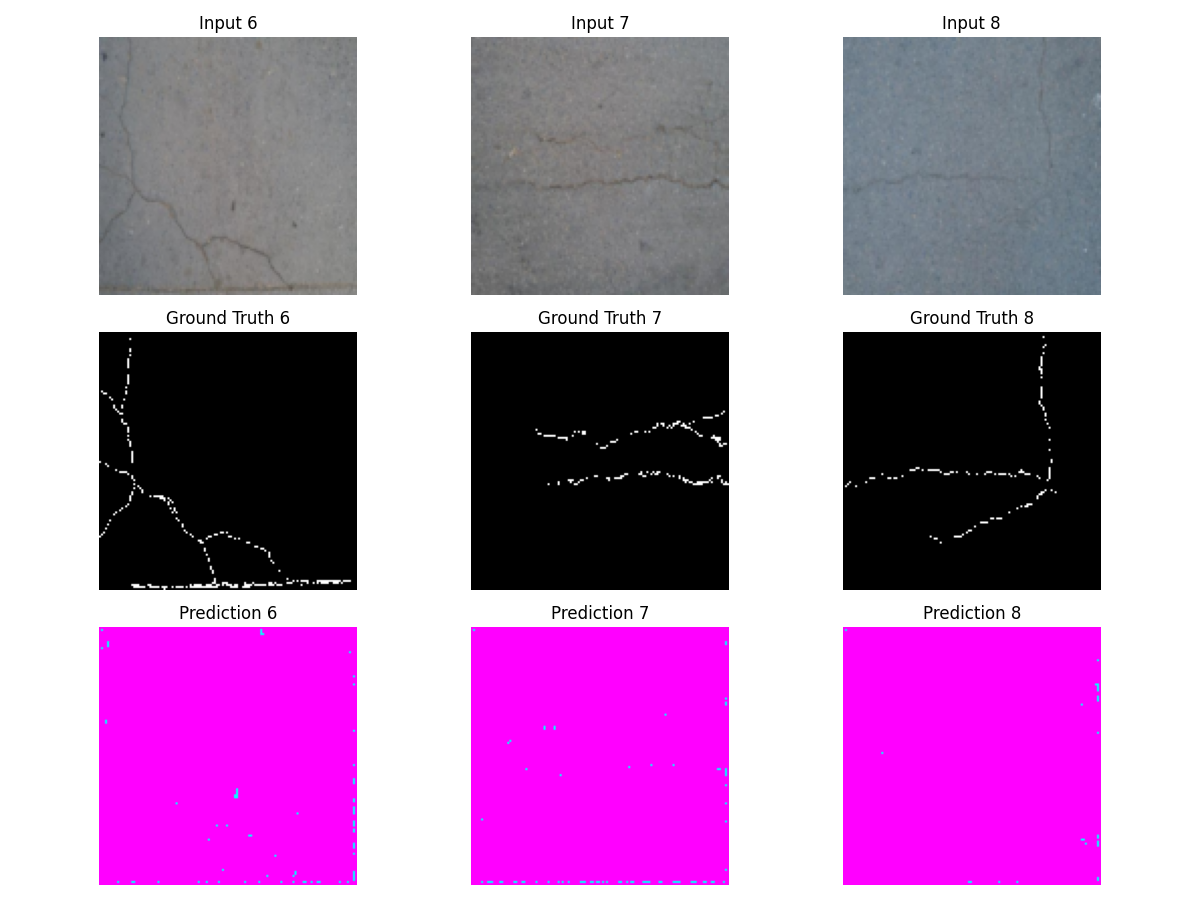 Input 6
Input 7
Input 8
Ground Truth 6
Ground Truth 7
Ground Truth 8
Prediction 6
Prediction 7
Prediction 8